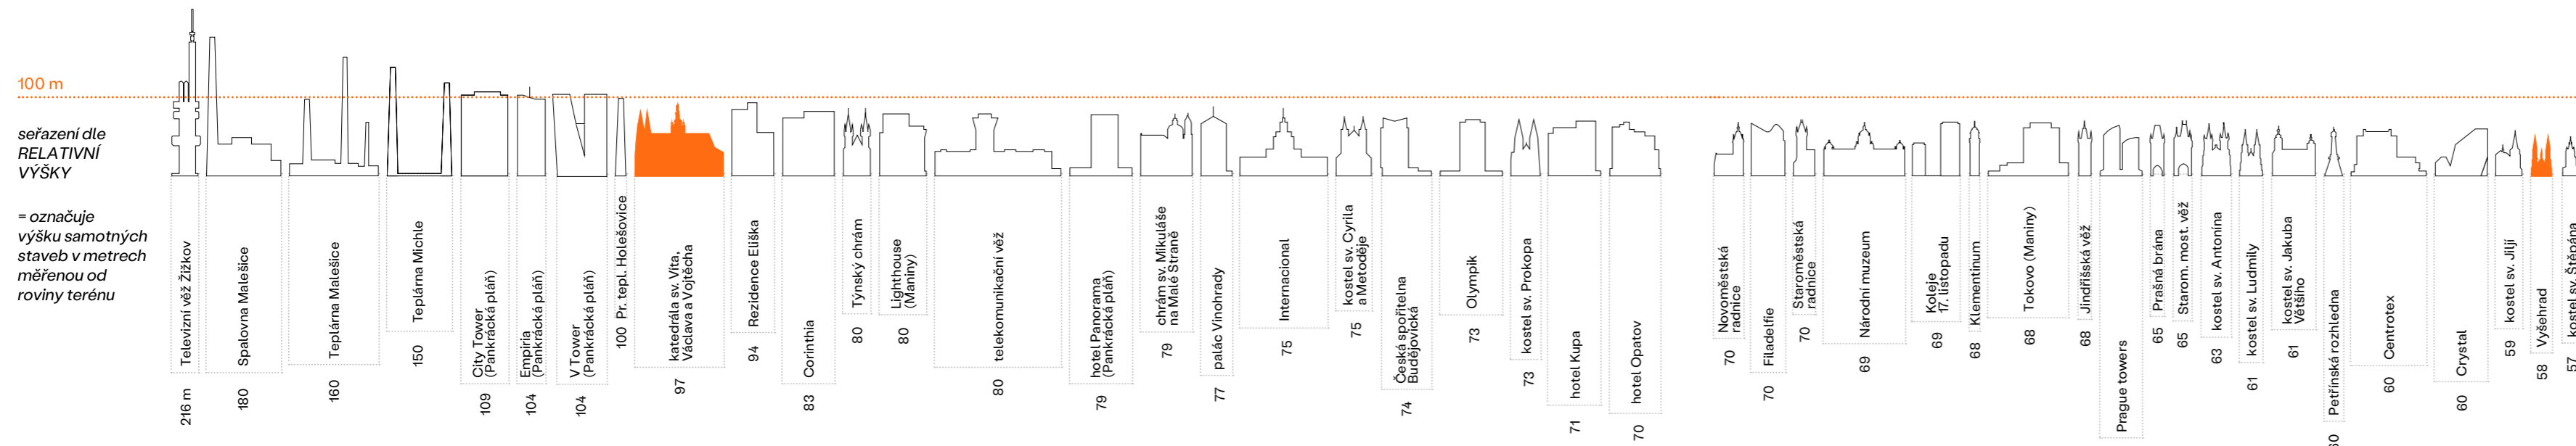 100 m
seřazení dle
RELATIVNÍ
VÝŠKY
= označuje
výšku samotných
staveb v metrech
měřenou od
roviny terénu
Televizní věž Žižkov
216 m
Spalovna Malešice
180
Teplárna Malešice
160
Teplárna Michle
150
City Tower
(Pankrácká pláň)
109
Empiria
(Pankrácká pláň)
104
V Tower
(Pankrácká pláň)
104
Pr. tepl. Holešovice
100
katedrála sv. Víta,
Václava a Vojtěcha
97
Rezidence Eliška
94
Corinthia
83
Týnský chrám
80
Lighthouse
(Maniny)
80
telekomunikační věž
80
hotel Panorama
(Pankrácká pláň)
79
chrám sv. Mikuláše
na Malé Straně
79
palác Vinohrady
77
Internacional
75
kostel sv. Cyrila
a Metoděje
75
Česká spořitelna
Budějovická
74
Olympik
73
kostel sv. Prokopa
73
hotel Kupa
71
hotel Opatov
70
Novoměstská
radnice
70
Filadelfie
70
Staroměstská
radnice
70
Národní muzeum
69
Koleje
17. listopadu
69
Klementinum
68
Tokovo (Maniny)
68
Jindřišská věž
68
Prague towers
Prašná brána
65
Starom. most. věž
65
kostel sv. Antonína
63
kostel sv. Ludmily
61
kostel sv. Jakuba
Většího
61
Petřínská rozhledna
60
Centrotex
60
Crystal
60
kostel sv. Jiljí
59
Vyšehrad
58
kostel sv. Štěpána
57